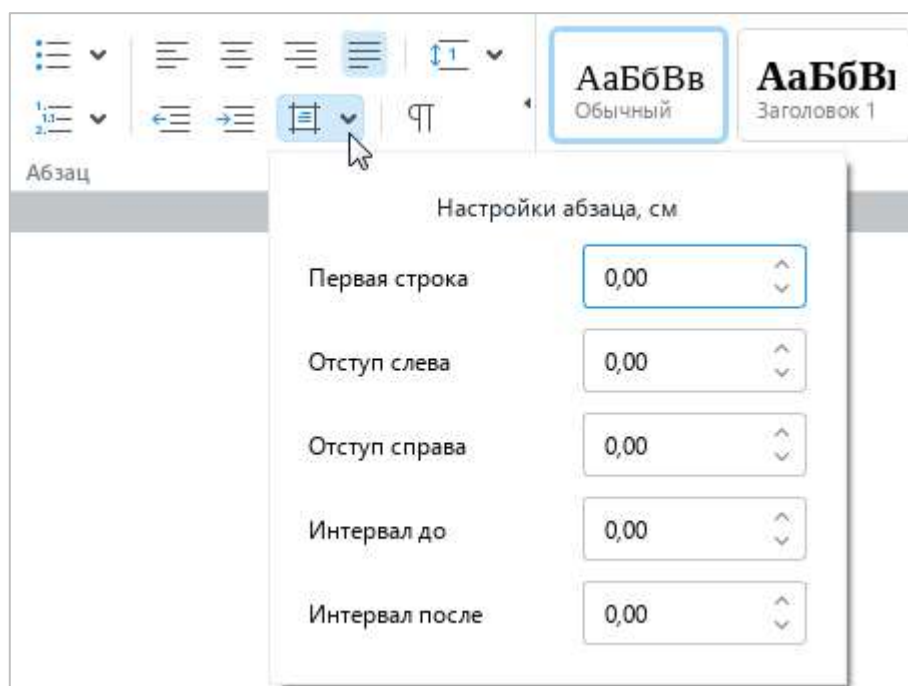 АаБбВв
Обычный
АаБбВ
Заголовок 1
Абзац
Настройки абзаца, см
Первая строка 0,00
Отступ слева 0,00
Отступ справа 0,00
Интервал до 0,00
Интервал после 0,00